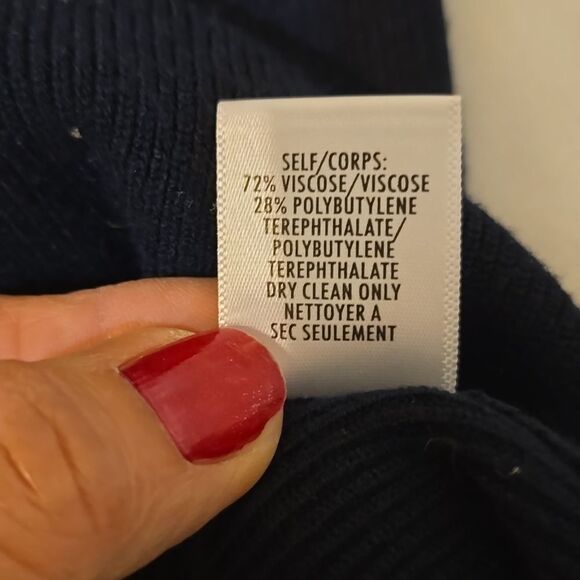 SELF/CORPS:
72% VISCOSE/VISCOSE
28% POLYBUTYLENE
TEREPHTHALATE/
POLYBUTYLENE
TEREPHTHALATE
DRY CLEAN ONLY
NETTOYER A
SEC SEULEMENT